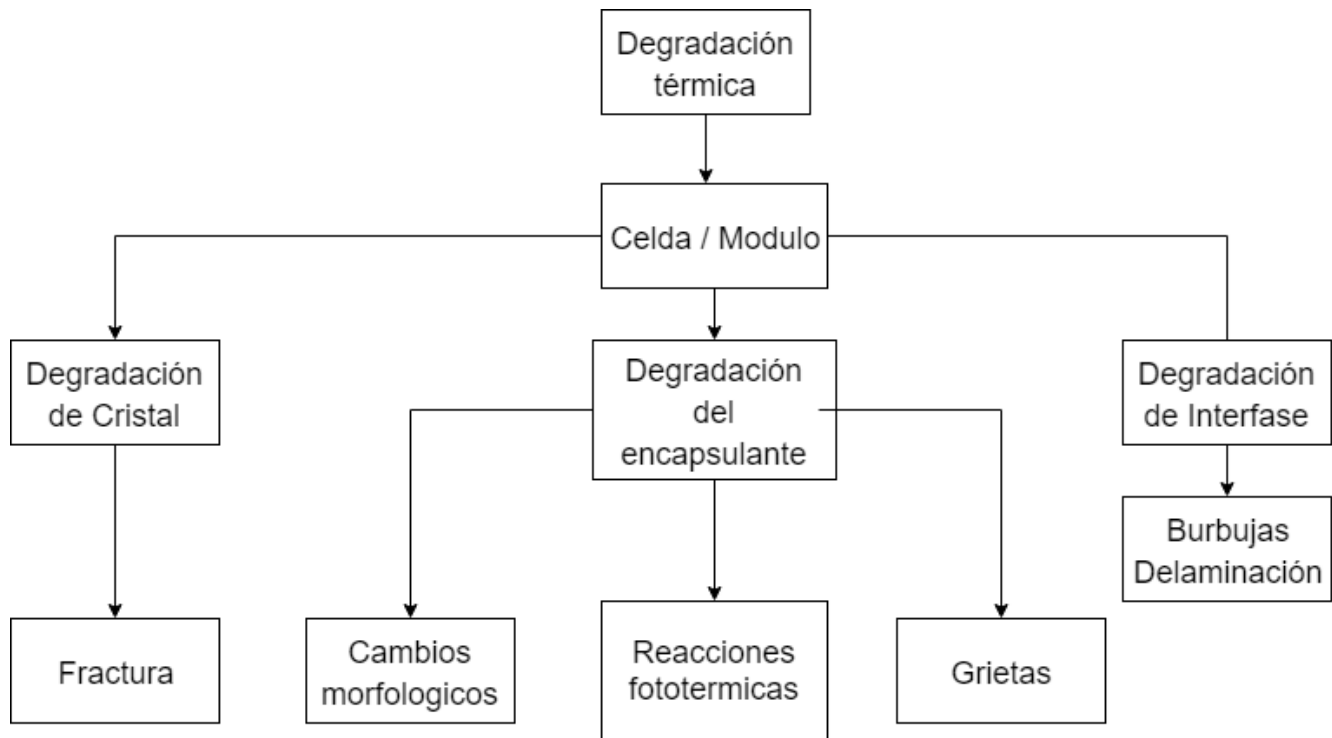 Degradación
térmica
Celda / Modulo
Degradación
de Cristal
Degradación
del
encapsulante
Degradación
de Interfase
Burbujas
Delaminación
Fractura
Cambios
morfologicos
Reacciones
fototermicas
Grietas